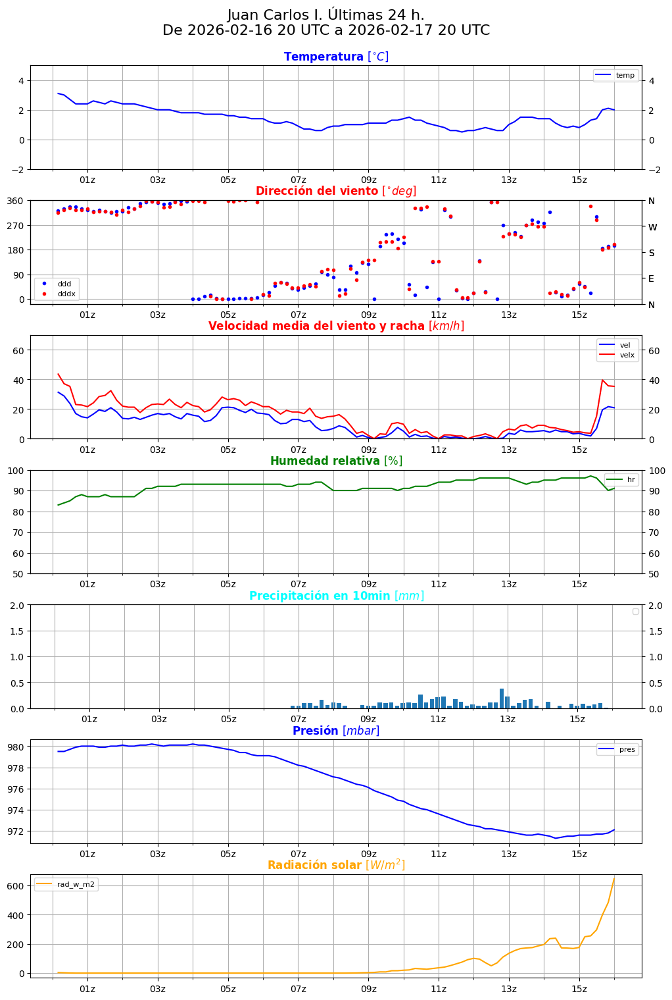 Juan Carlos I. Últimas 24 h.
De 2026-02-16 20 UTC a 2026-02-17 20 UTC
Temperatura [°C]
4
2
0
−2
temp
4
2
0
−2
01z 03z 05z 07z 09z 11z 13z 15z
Dirección del viento [°deg]
360
270
180
90
0
ddd
dddx
N
W
S
E
N
01z 03z 05z 07z 09z 11z 13z 15z
Velocidad media del viento y racha [km/h]
60
40
20
0
vel
velx
60
40
20
0
01z 03z 05z 07z 09z 11z 13z 15z
Humedad relativa [%]
100
90
80
70
60
50
hr
100
90
80
70
60
50
01z 03z 05z 07z 09z 11z 13z 15z
Precipitación en 10min [mm]
2.0
1.5
1.0
0.5
0.0
2.0
1.5
1.0
0.5
0.0
01z 03z 05z 07z 09z 11z 13z 15z
Presión [mbar]
980
978
976
974
972
pres
01z 03z 05z 07z 09z 11z 13z 15z
Radiación solar [W/m²]
600
400
200
0
rad_w_m2
01z 03z 05z 07z 09z 11z 13z 15z